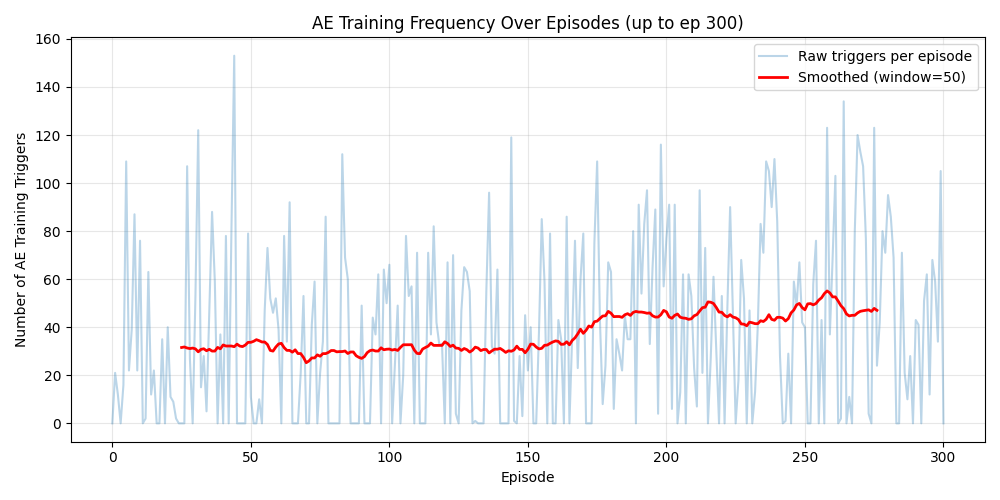 AE Training Frequency Over Episodes (up to ep 300)
Raw triggers per episode
Smoothed (window=50)
Number of AE Training Triggers
160
140
120
100
80
60
40
20
0
0 50 100 150 200 250 300
Episode